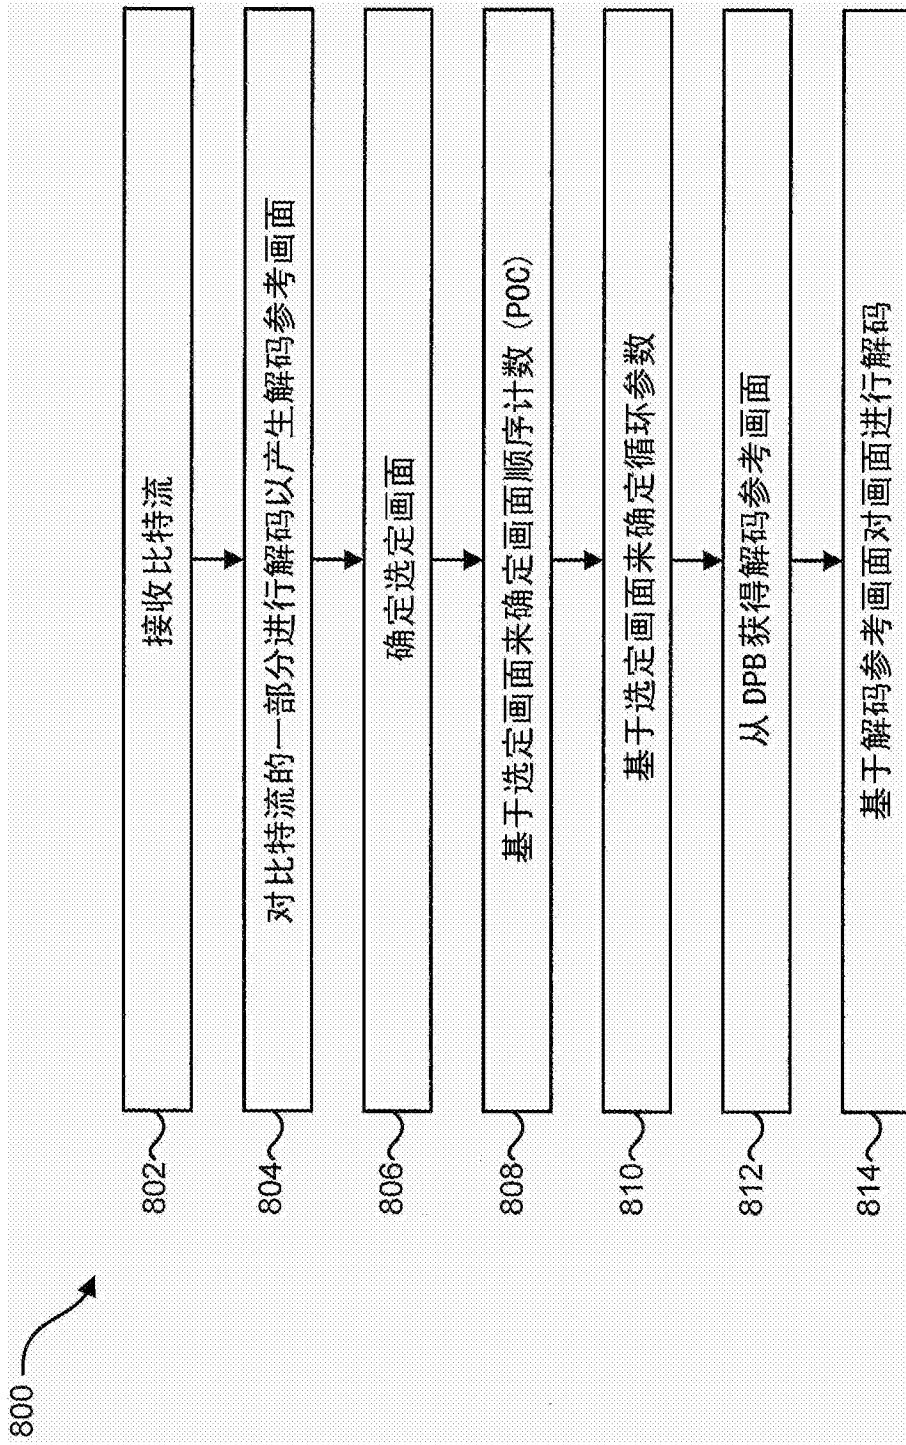 800
802
接收比特流
804
对比特流的一部分进行解码以产生解码参考画面
806
确定选定画面
808
基于选定画面来确定画面顺序计数 (POC)
810
基于选定画面来确定循环参数
812
从 DPB 获得解码参考画面
814
基于解码参考画面对画面进行解码